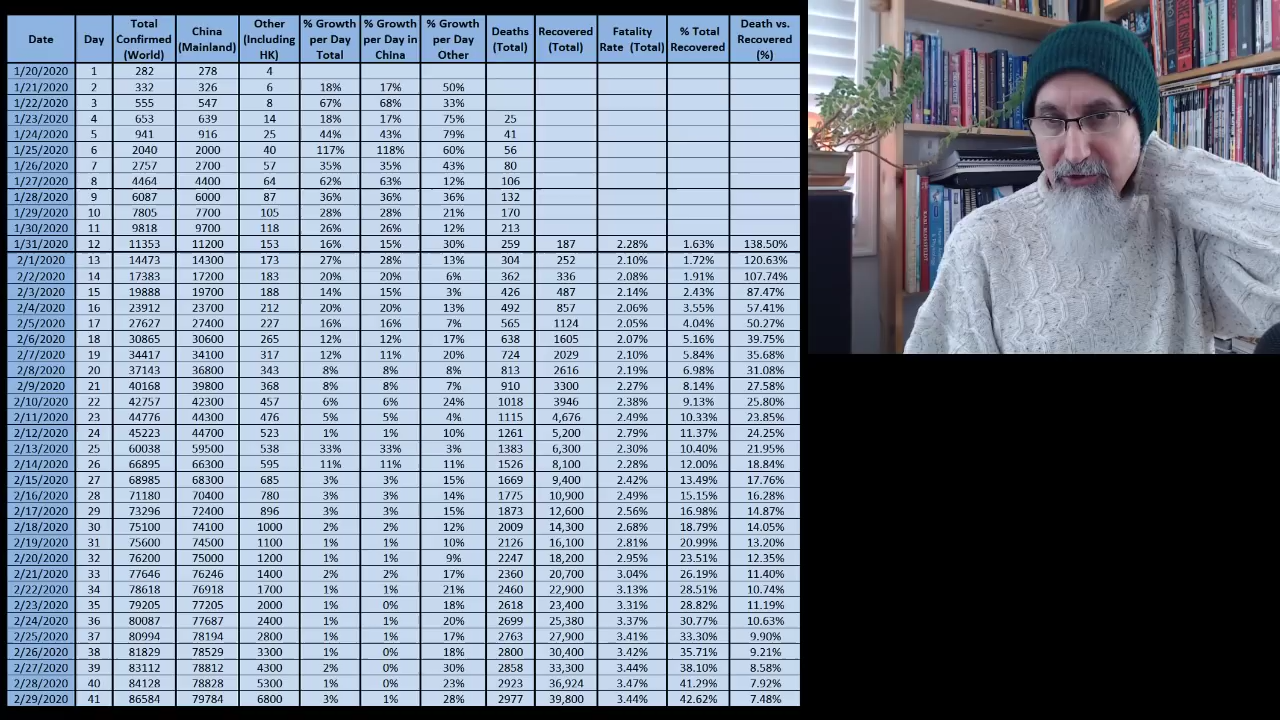 Date Day Total Confirmed (World) China (Mainland) Other (Including HK) % Growth per Day Total % Growth per Day in China % Growth per Day Other Deaths (Total) Recovered (Total) Fatality Rate (Total) % Total Recovered Death vs. Recovered (%)
1/20/2020 1 282 278 4
1/21/2020 2 332 326 6 18% 17% 50%
1/22/2020 3 555 547 8 67% 68% 33%
1/23/2020 4 653 639 14 18% 17% 75% 25
1/24/2020 5 941 916 25 44% 43% 79% 41
1/25/2020 6 2040 2000 40 117% 118% 60% 56
1/26/2020 7 2757 2700 57 35% 35% 43% 80
1/27/2020 8 4464 4400 64 62% 63% 12% 106
1/28/2020 9 6087 6000 87 36% 36% 36% 132
1/29/2020 10 7805 7700 105 28% 28% 21% 170
1/30/2020 11 9818 9700 118 26% 26% 12% 213
1/31/2020 12 11353 11200 153 16% 15% 30% 259 187 2.28% 1.63% 138.50%
2/1/2020 13 14473 14300 173 27% 28% 13% 304 252 2.10% 1.72% 120.63%
2/2/2020 14 17383 17200 183 20% 20% 6% 362 336 2.08% 1.91% 107.74%
2/3/2020 15 19888 19700 188 14% 15% 3% 426 487 2.14% 2.43% 87.47%
2/4/2020 16 23912 23700 212 20% 20% 13% 492 857 2.06% 3.55% 57.41%
2/5/2020 17 27627 27400 227 16% 16% 7% 565 1124 2.05% 4.04% 50.27%
2/6/2020 18 30865 30600 265 12% 12% 17% 638 1605 2.07% 5.16% 39.75%
2/7/2020 19 34417 34100 317 12% 11% 20% 724 2029 2.10% 5.84% 35.68%
2/8/2020 20 37143 36800 343 8% 8% 8% 813 2616 2.19% 6.98% 31.08%
2/9/2020 21 40168 39800 368 8% 8% 7% 910 3300 2.27% 8.14% 27.58%
2/10/2020 22 42757 42300 457 6% 6% 24% 1018 3946 2.38% 9.13% 25.80%
2/11/2020 23 44776 44300 476 5% 5% 4% 1115 4,676 2.49% 10.33% 23.85%
2/12/2020 24 45223 44700 523 1% 1% 10% 1261 5,200 2.79% 11.37% 24.25%
2/13/2020 25 60038 59500 538 33% 33% 3% 1383 6,300 2.30% 10.40% 21.95%
2/14/2020 26 66895 66300 595 11% 11% 11% 1526 8,100 2.28% 12.00% 18.84%
2/15/2020 27 68985 68300 685 3% 3% 15% 1669 9,400 2.42% 13.49% 17.76%
2/16/2020 28 71180 70400 780 3% 3% 14% 1775 10,900 2.49% 15.15% 16.28%
2/17/2020 29 73296 72400 896 3% 3% 15% 1873 12,600 2.56% 16.98% 14.87%
2/18/2020 30 75100 74100 1000 2% 2% 12% 2009 14,300 2.68% 18.79% 14.05%
2/19/2020 31 75600 74500 1100 1% 1% 10% 2126 16,100 2.81% 20.99% 13.20%
2/20/2020 32 76200 75000 1200 1% 1% 9% 2247 18,200 2.95% 23.51% 12.35%
2/21/2020 33 77646 76246 1400 2% 2% 17% 2360 20,700 3.04% 26.19% 11.40%
2/22/2020 34 78618 76918 1700 1% 1% 21% 2460 22,900 3.13% 28.51% 10.74%
2/23/2020 35 79205 77205 2000 1% 0% 18% 2618 23,400 3.31% 28.82% 11.19%
2/24/2020 36 80087 77687 2400 1% 1% 20% 2699 25,380 3.37% 30.77% 10.63%
2/25/2020 37 80994 78194 2800 1% 1% 17% 2763 27,900 3.41% 33.30% 9.90%
2/26/2020 38 81829 78529 3300 1% 0% 18% 2800 30,400 3.42% 35.71% 9.21%
2/27/2020 39 83112 78812 4300 2% 0% 30% 2858 33,300 3.44% 38.10% 8.58%
2/28/2020 40 84128 78828 5300 1% 0% 23% 2923 36,924 3.47% 41.29% 7.92%
2/29/2020 41 86584 79784 6800 3% 1% 28% 2977 39,800 3.44% 42.62% 7.48%